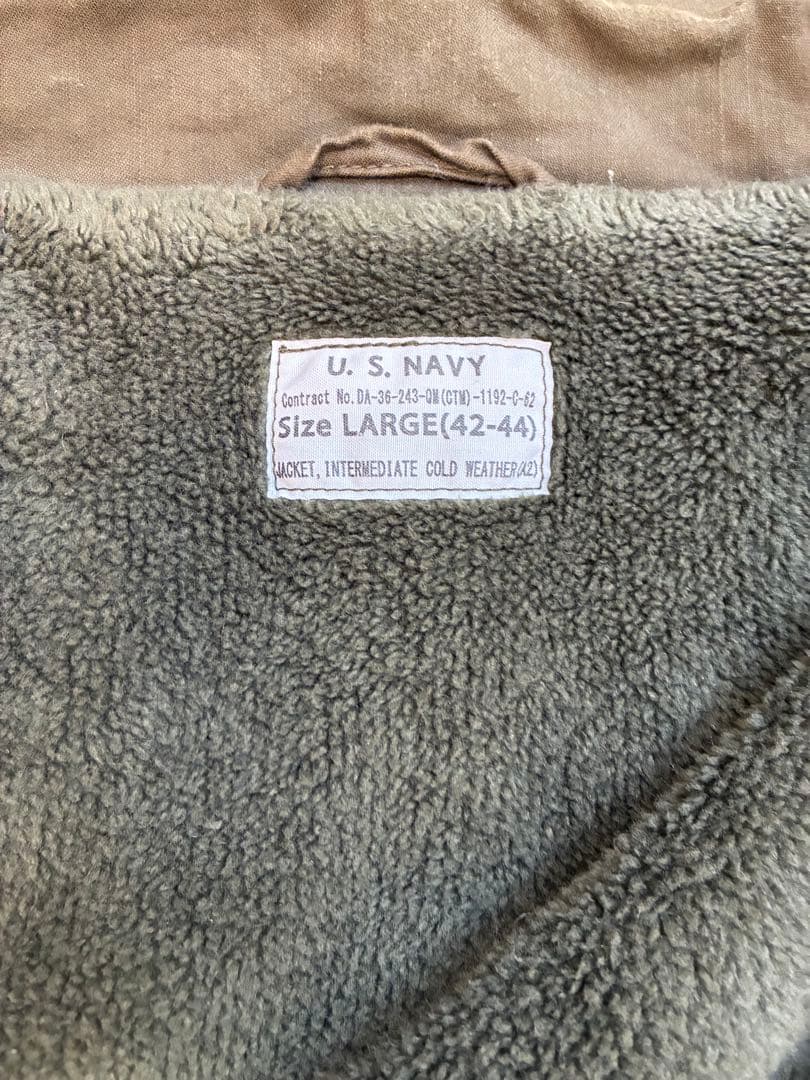 U. S. NAVY
Contract No. DA-36-243-QM(CTM)-1192-C-62
Size LARGE(42-44)
JACKET, INTERMEDIATE COLD WEATHER(A2)